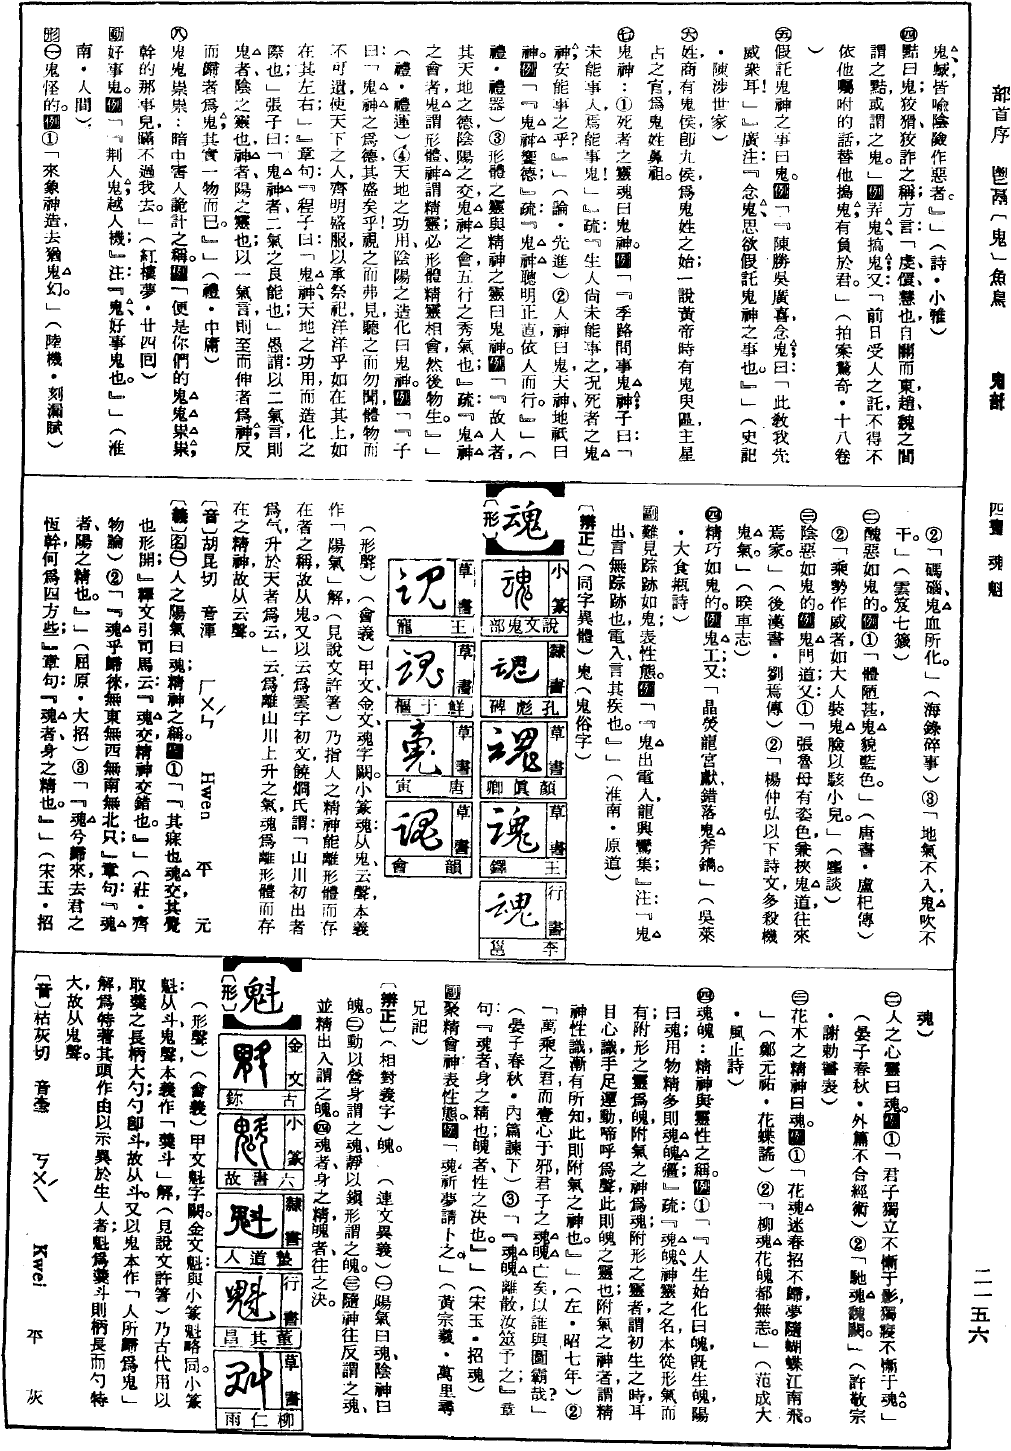 部首序　鬯鬲〔鬼〕魚鳥　鬼部　四畫　魂　魁　二一五六
鬼蜮皆喻陰險作惡者。』」（詩・小雅）
㊃黠曰鬼狡猾狡詐之稱方言：「虔儇慧也自關而東趙魏之間
謂之黠或謂之鬼。」例弄鬼；搞鬼；又「前日受人之託不得不
依他囑咐的話替他搗鬼；有負於君。」（拍案驚奇・十八卷
）
㊄假託鬼神之事曰鬼。例「『陳勝吳廣喜念鬼；曰：「此教我先
威衆耳！」』廣注：『念鬼思欲假託鬼神之事也。』」（史記
・陳涉世家）
㊅姓商有鬼侯卽九侯爲鬼姓之始；一說黃帝時有鬼臾區主星
占之官爲鬼姓鼻祖。
㊆鬼神：①死者之靈魂曰鬼神。例「『季路問事鬼神；子曰：「
未能事人焉能事鬼！」』疏：『生人尙未能事之況死者之鬼
神；安能事之乎？』」（論・先進）②人神曰鬼天神地祇曰
神。例「『鬼神饗德』疏：『鬼神聰明正直依人而行。』」（
禮・禮器）③形體之靈與精神之靈曰鬼神。例「『故人者，
其天地之德陰陽之交鬼神之會五行之秀氣也』疏：『鬼神
之會者鬼謂形體神謂精靈必形體精靈相會然後物生。』」
（禮・禮運）④天地之功用、陰陽之造化曰鬼神。例「『子
曰：「鬼神之爲德其盛矣乎！視之而弗見聽之而勿聞體物而
不可遺使天下之人齊明盛服以承祭祀洋洋乎如在其上如
在其左右；」』章句：『程子曰：「鬼神天地之功用而造化之
際也；」張子曰：「鬼神者二氣之良能也；」愚謂以二氣言則
鬼者陰之靈也神者陽之靈也以一氣言則至而伸者爲神反
而歸者爲鬼其實一物而已。』」（禮・中庸）
㊇鬼鬼祟祟：暗中害人詭計之稱。例「便是你們的鬼鬼祟祟；
幹的那事兒瞞不過我去。」（紅樓夢・廿四回）
動好事鬼。例「『荆人鬼；越人禨；』注：『鬼好事鬼也。』」（淮
南・人間）
形㊀鬼怪的。例①「來象神造去猶鬼幻。」（陸機・刻漏賦）
②「碼碯鬼血所化。」（海錄碎事）③「地氣不入鬼吹不
干。」（雲笈七籤）
㊁醜惡如鬼的。例①「體陋甚鬼貌藍色。」（唐書・盧杞傳）
②「乘勢作威者如大人裝鬼臉以駭小兒。」（麈談）
㊂陰惡如鬼的。例鬼門道；又①「張魯母有姿色兼挾鬼道往來
焉家。」（後漢書・劉焉傳）②「楊仲弘以下詩文多殺機
鬼氣。」（睽車志）
㊃精巧如鬼的。例鬼工；又「晶熒龍宮獻錯落鬼斧鐫。」（吳萊
・大食瓶詩）
副難見踪跡如鬼表性態。例「『鬼出電入龍興鸞集』注：『鬼
出言無踪跡也電入言其疾也。』」（淮南・原道）
〔辨正〕（同字異體）鬼（鬼俗字）
魂
〔形〕
小篆　說文鬼部
隸書　孔彪碑
草書　顏眞卿
草書　王鐸
行書　李邕
草書　王寵
草書　鮮于樞
草書　唐寅
草書　韻會
（形聲）（會義）甲文、金文、魂字闕。小篆魂：从鬼、云聲，本義
作「陽氣」解，（見說文許箸）乃指人之精神能離形體而存
在者之稱，故从鬼。又以云爲雲字初文，饒炯氏謂：「山川初出者
爲气，升於天者爲云」云爲離山川上升之氣，魂爲離形體而存
在之精神，故从云聲。
〔音〕胡昆切　音渾　ㄏㄨㄣˊ　Hwen　平　元
〔義〕名㊀人之陽氣曰魂；精神之稱。例①「『其寐也魂交，其覺
也形開』釋文引司馬云：『魂交精神交錯也。』」（莊・齊
物論）②「『魂乎歸徠，無東無西無南無北只』章句：『魂
者、陽之精也。』」（屈原・大招）③「『魂兮歸來，去君之
恆幹何爲四方些；』章句：『魂者身之精也。』」（宋玉・招
魂）
㊁人之心靈曰魂。例①「君子獨立不慚于影，獨寢不慚于魂。」
（晏子春秋・外篇不合經術）②「馳魂魏闕。」（許敬宗
・謝勅書表）
㊂花木之精神曰魂。例①「花魂迷春招不歸夢隨蝴蝶江南飛。
」（鄭元祐・花蝶謠）②「柳魂花魄都無恙。」（范成大
・風止詩）
㊃魂魄：精神與靈性之稱。例①「『人生始化曰魄，旣生魄，陽
曰魂；用物精多則魂魄彊』疏：『魂魄神靈之名，本從形氣而
有附形之靈爲魄，附氣之神爲魂；附形之靈者謂初生之時，耳
目心識手足運動啼呼爲聲，此則魄之靈也；附氣之神者謂精
神性識漸有所知，此則附氣之神也。』」（左・昭七年）②
「萬乘之君而壹心于邪，君子之魂魄亡矣，以誰與圖霸哉？」
（晏子春秋・內篇諫下）③「『魂魄離散，汝筮予之』章
句：『魂者、身之精也；魄者、性之決也。』」（宋玉・招魂）
副聚精會神表性態。例「魂祈夢請卜之。」（黃宗羲・萬里尋
兄記）
〔辨正〕（相對義字）魄。　（連文異義）㊀陽氣曰魂、陰神曰
魄。㊁動以營身謂之魂、靜以鎮形謂之魄。㊂隨神往反謂之魂、
並精出入謂之魄。㊃魂者、身之精；魄者、往之決。
魁
〔形〕
金文　古鉨
小篆　六書故
隸書　蟄道人
行書　董其昌
草書　柳仁雨
（形聲）（會義）甲文魁字闕。金文魁：與小篆魁略同。小篆
魁：从斗鬼聲，本義作「羹斗」解，（見說文許箸）乃古代用以
取羹之長柄大勺；勺卽斗，故从斗。又以鬼本作「人所歸爲鬼」
解，爲特著其頭作甶以示異於生人者；魁爲羹斗則柄長而勺特
大，故从鬼聲。
〔音〕枯灰切　音奎　ㄎㄨㄟˊ　Kwei　平　灰